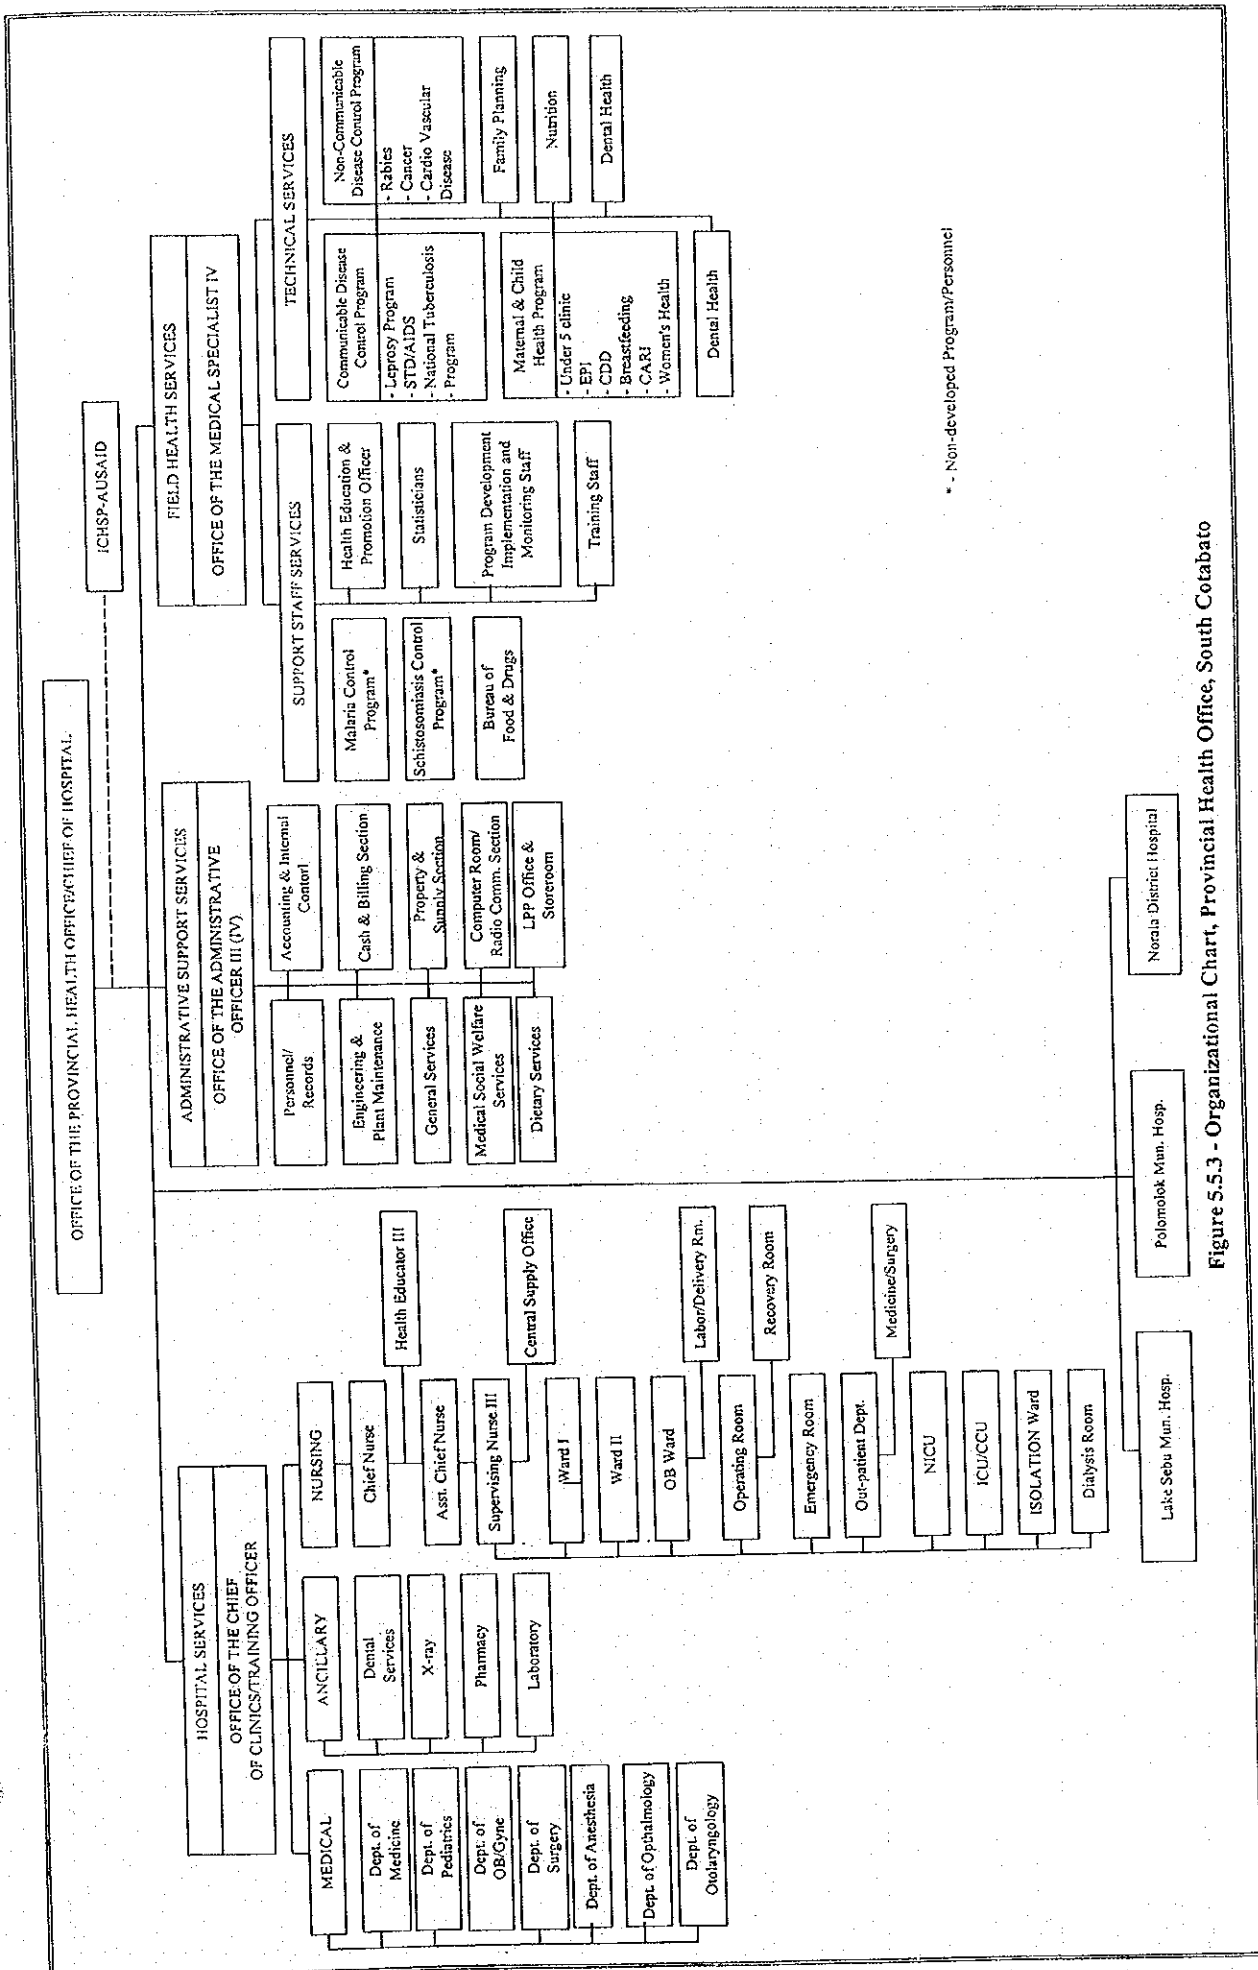 OFFICE OF THE PROVINCIAL HEALTH OFFICE/CHIEF OF HOSPITAL
ICHSP-AUSAID
HOSPITAL SERVICES
OFFICE OF THE CHIEF
OF CLINICS/TRAINING OFFICER
MEDICAL
Dept. of
Medicine
Dept. of
Pediatrics
Dept. of
OB/Gyne
Dept. of
Surgery
Dept. of Anesthesia
Dept. of Opthalmology
Dept. of
Otolaryngology
ANCILLARY
Dental
Services
X-ray
Pharmacy
Laboratory
NURSING
Chief Nurse
Health Educator III
Asst. Chief Nurse
Supervising Nurse III
Central Supply Office
Ward I
Ward II
OB Ward
Labor/Delivery Rm.
Operating Room
Recovery Room
Emergency Room
Out-patient Dept.
Medicine/Surgery
NICU
ICU/CCU
ISOLATION Ward
Dialysis Room
ADMINISTRATIVE SUPPORT SERVICES
OFFICE OF THE ADMINISTRATIVE
OFFICER III (IV)
Personnel/
Records
Accounting & Internal
Contorl
Engineering &
Plant Maintenance
Cash & Billing Section
General Services
Property &
Supply Section
Medical Social Welfare
Services
Computer Room/
Radio Comm. Section
Dietary Services
LPP Office &
Storeroom
FIELD HEALTH SERVICES
OFFICE OF THE MEDICAL SPECIALIST IV
SUPPORT STAFF SERVICES
Malaria Control
Program*
Health Education &
Promotion Officer
Schistosomiasis Control
Program*
Statisticians
Bureau of
Food & Drugs
Program Development
Implementation and
Monitoring Staff
Training Staff
TECHNICAL SERVICES
Communicable Disease
Control Program
- Leprosy Program
- STD/AIDS
- National Tuberculosis
- Program
Non-Communicable
Disease Control Program
- Rabies
- Cancer
- Cardio Vascular
Disease
Maternal & Child
Health Program
- Under 5 clinic
- EPI
- CDD
- Breastfeeding
- CARI
- Women's Health
Family Planning
Nutrition
Dental Health
Dental Health
Lake Sebu Mun. Hosp.
Polomolok Mun. Hosp.
Norala District Hospital
* - Non-developed Program/Personnel
Figure 5.5.3 - Organizational Chart, Provincial Health Office, South Cotabato